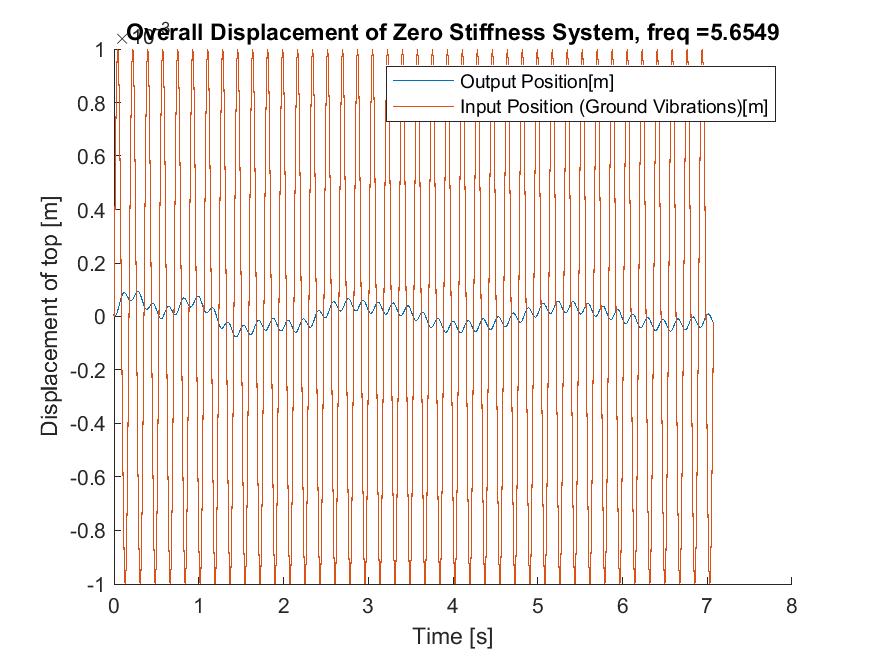 Overall Displacement of Zero Stiffness System, freq =5.6549
×10⁻³
Output Position[m]
Input Position (Ground Vibrations)[m]
Displacement of top [m]
1
0.8
0.6
0.4
0.2
0
-0.2
-0.4
-0.6
-0.8
-1
0 1 2 3 4 5 6 7 8
Time [s]